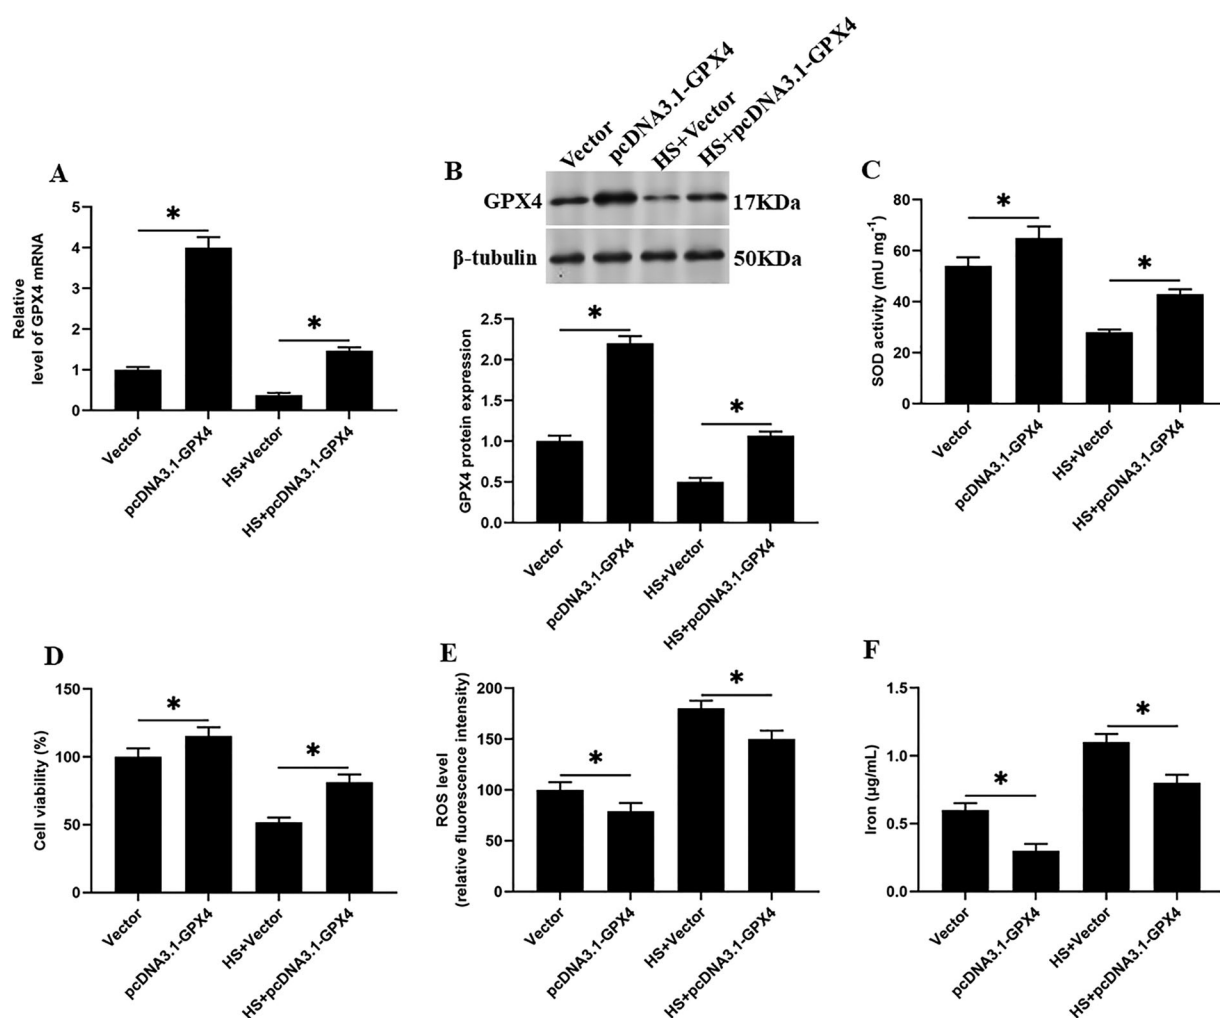 A
Relative
level of GPX4 mRNA
5
4
3
2
1
0
*
*
Vector
pcDNA3.1-GPX4
HS+Vector
HS+pcDNA3.1-GPX4
B
Vector
pcDNA3.1-GPX4
HS+Vector
HS+pcDNA3.1-GPX4
GPX4
17KDa
β-tubulin
50KDa
GPX4 protein expression
2.5
2.0
1.5
1.0
0.5
0.0
*
*
Vector
pcDNA3.1-GPX4
HS+Vector
HS+pcDNA3.1-GPX4
C
SOD activity (mU mg⁻¹)
80
60
40
20
0
*
*
Vector
pcDNA3.1-GPX4
HS+Vector
HS+pcDNA3.1-GPX4
D
Cell viability (%)
150
100
50
0
*
*
Vector
pcDNA3.1-GPX4
HS+Vector
HS+pcDNA3.1-GPX4
E
ROS level
(relative fluorescence intensity)
200
150
100
50
0
*
*
Vector
pcDNA3.1-GPX4
HS+Vector
HS+pcDNA3.1-GPX4
F
Iron (μg/mL)
1.5
1.0
0.5
0.0
*
*
Vector
pcDNA3.1-GPX4
HS+Vector
HS+pcDNA3.1-GPX4